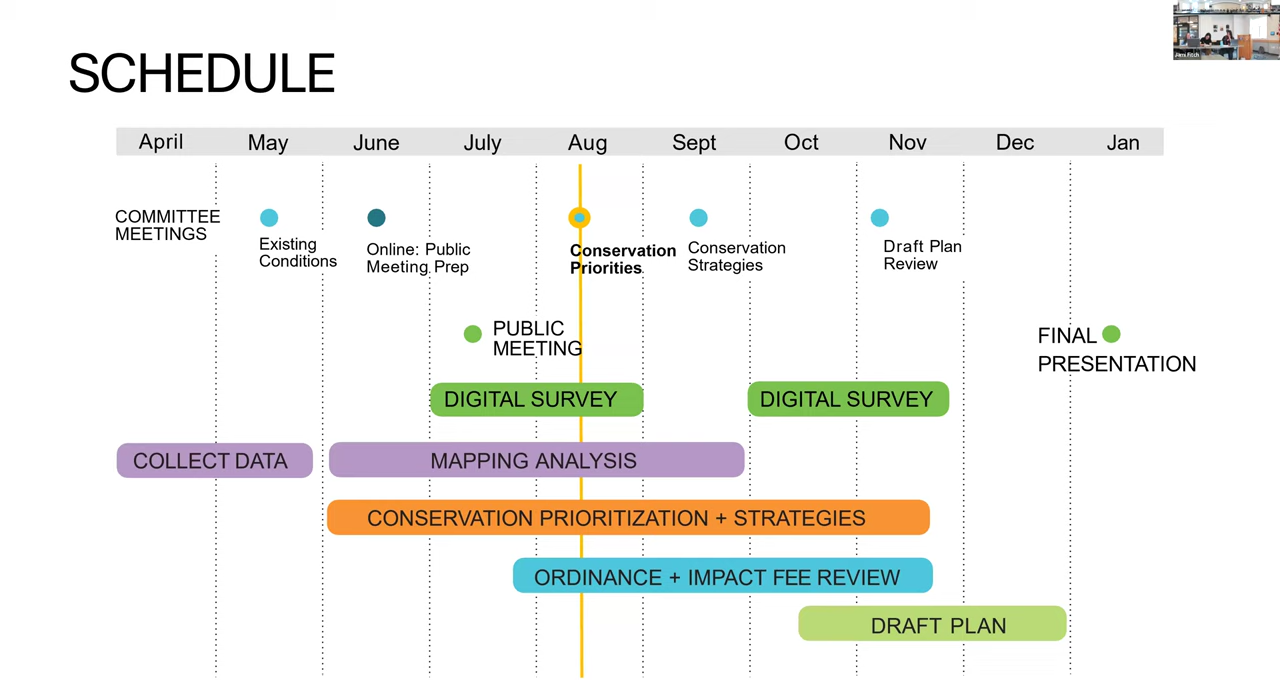 SCHEDULE
Jami Fitch
April May June July Aug Sept Oct Nov Dec Jan
COMMITTEE
MEETINGS
Existing
Conditions
Online: Public
Meeting Prep
Conservation
Priorities
Conservation
Strategies
Draft Plan
Review
PUBLIC
MEETING
FINAL
PRESENTATION
DIGITAL SURVEY
DIGITAL SURVEY
COLLECT DATA
MAPPING ANALYSIS
CONSERVATION PRIORITIZATION + STRATEGIES
ORDINANCE + IMPACT FEE REVIEW
DRAFT PLAN